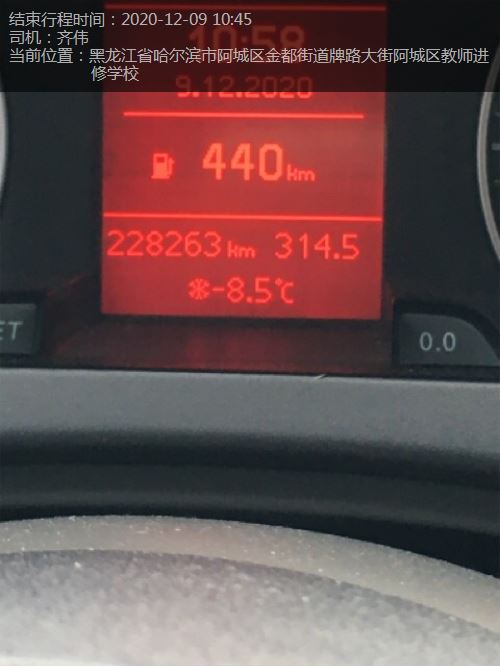 结束行程时间：2020-12-09 10:45
司机：齐伟
当前位置：黑龙江省哈尔滨市阿城区金都街道牌路大街阿城区教师进
修学校
10:59
9.12.2020
440km
228263km 314.5
-8.5℃
ET
0.0